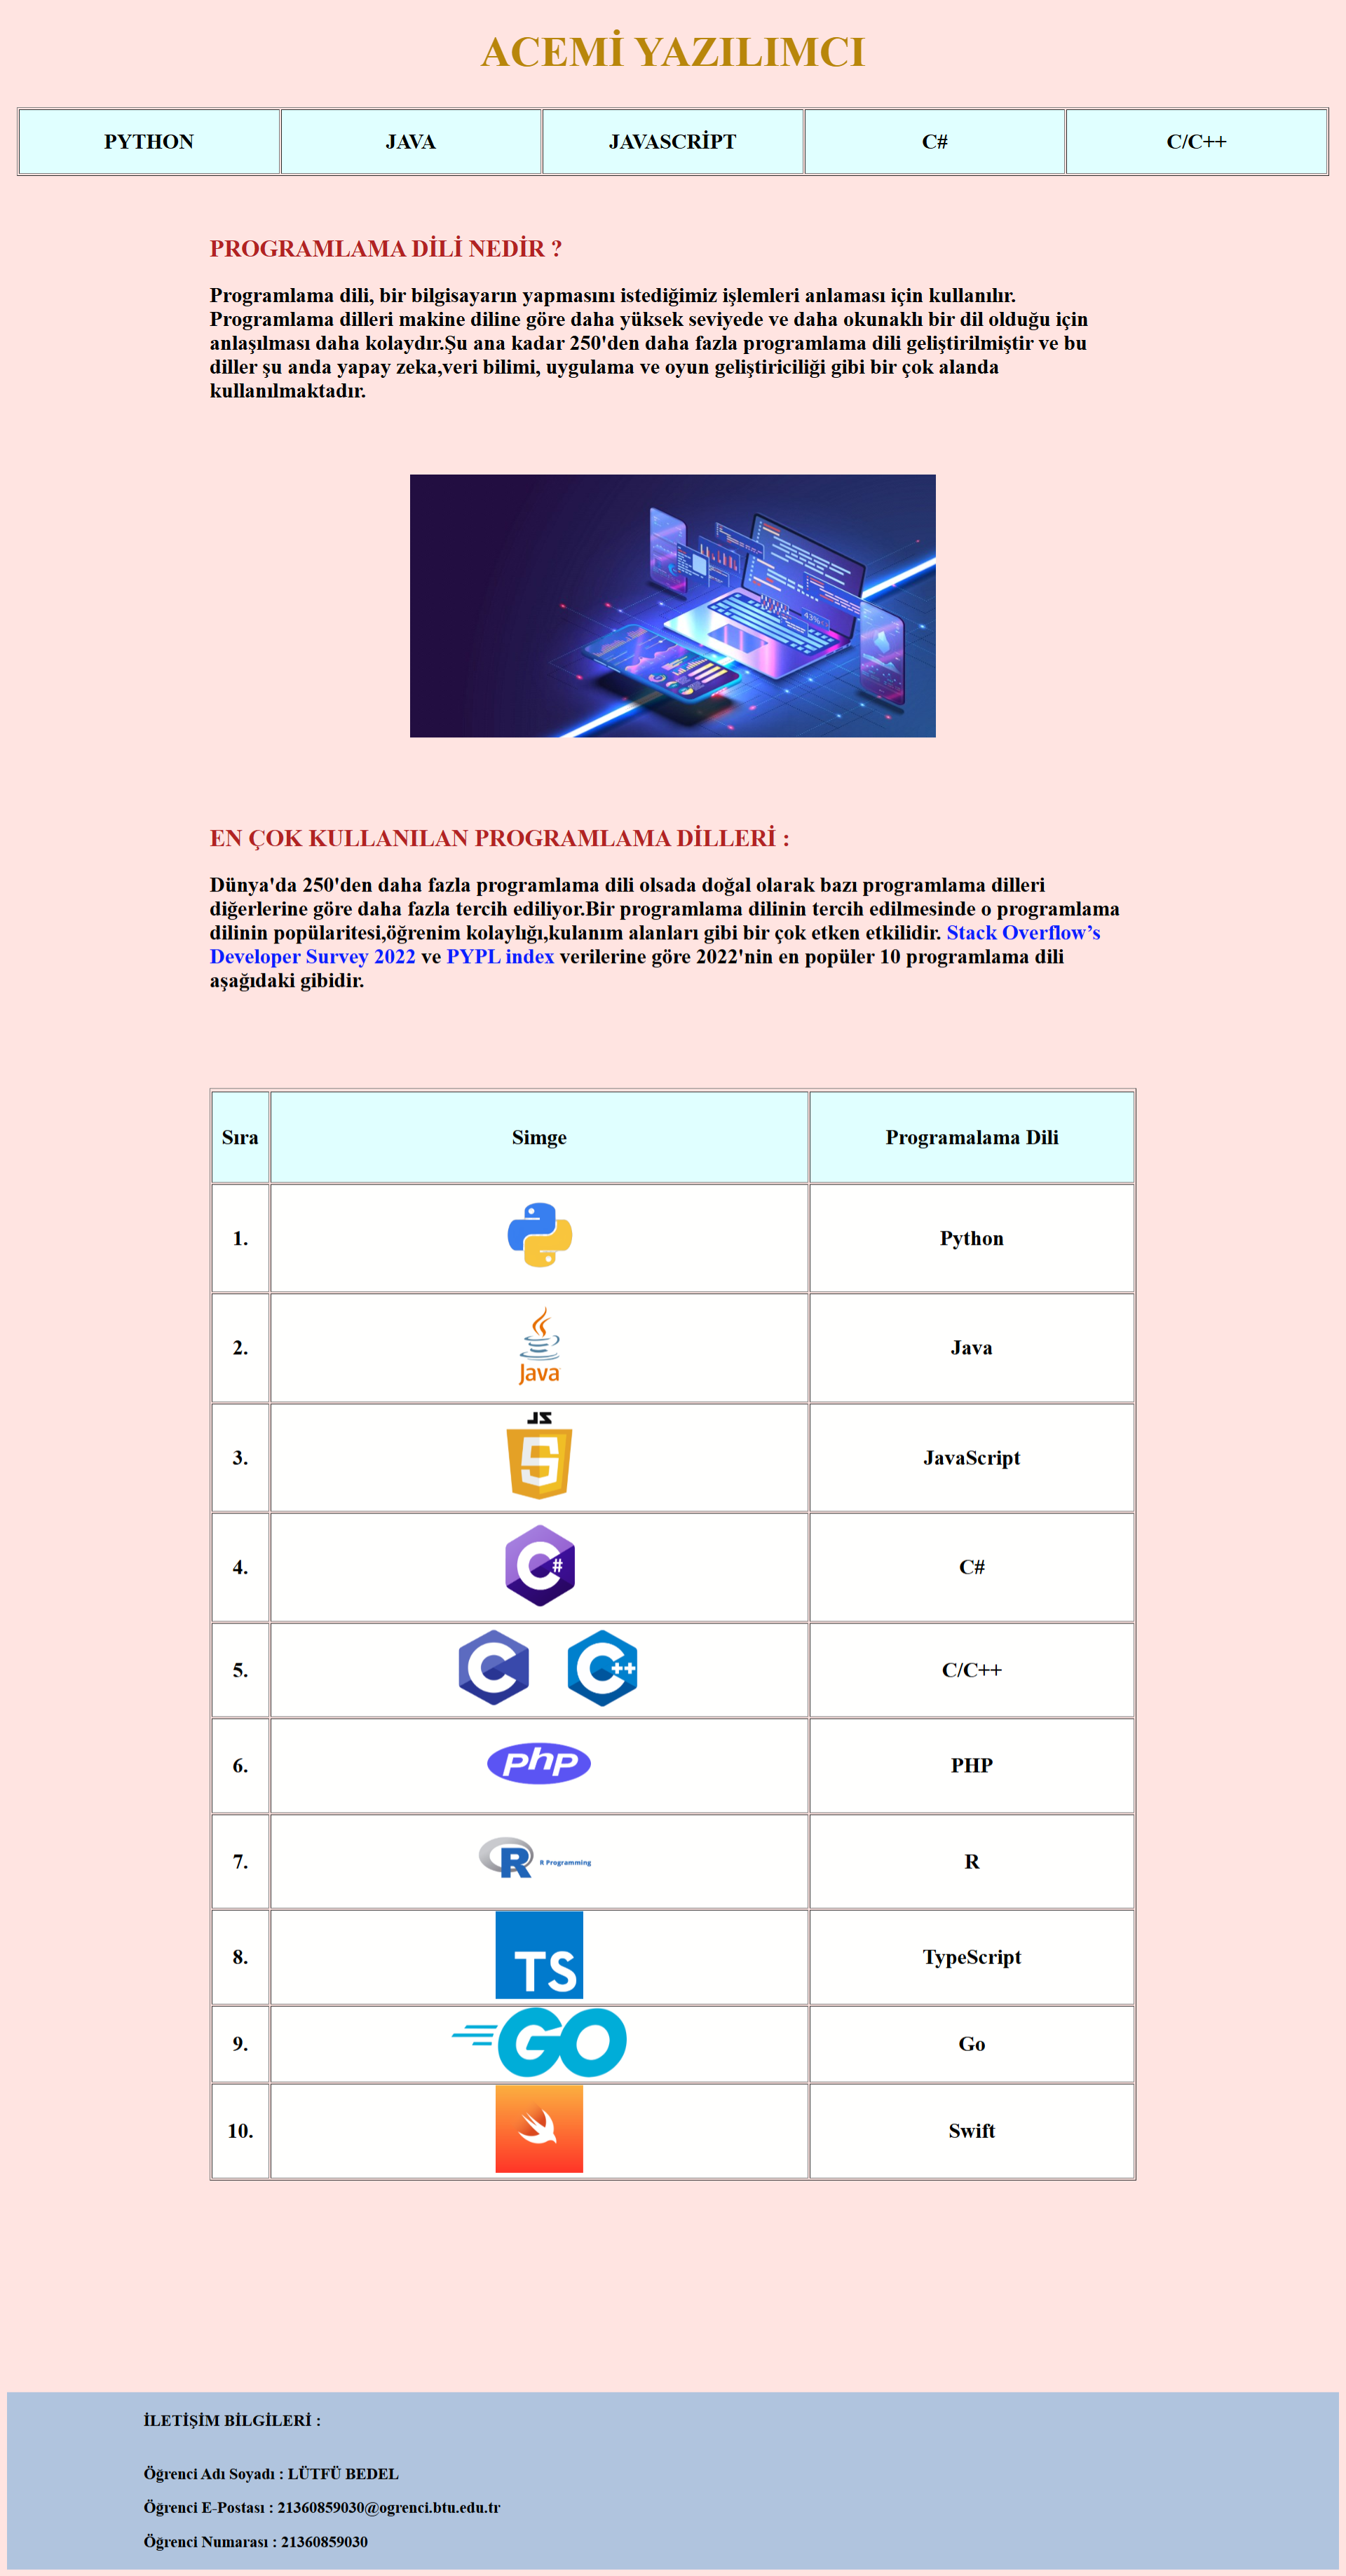 ACEMİ YAZILIMCI
PYTHON JAVA JAVASCRİPT C# C/C++
PROGRAMLAMA DİLİ NEDİR ?
Programlama dili, bir bilgisayarın yapmasını istediğimiz işlemleri anlaması için kullanılır.
Programlama dilleri makine diline göre daha yüksek seviyede ve daha okunaklı bir dil olduğu için
anlaşılması daha kolaydır.Şu ana kadar 250'den daha fazla programlama dili geliştirilmiştir ve bu
diller şu anda yapay zeka,veri bilimi, uygulama ve oyun geliştiriciliği gibi bir çok alanda
kullanılmaktadır.
43%
EN ÇOK KULLANILAN PROGRAMLAMA DİLLERİ :
Dünya'da 250'den daha fazla programlama dili olsada doğal olarak bazı programlama dilleri
diğerlerine göre daha fazla tercih ediliyor.Bir programlama dilinin tercih edilmesinde o programlama
dilinin popülaritesi,öğrenim kolaylığı,kulanım alanları gibi bir çok etken etkilidir. Stack Overflow’s
Developer Survey 2022 ve PYPL index verilerine göre 2022'nin en popüler 10 programlama dili
aşağıdaki gibidir.
Sıra Simge Programalama Dili
1. Python
2. Java Java
3. JS 5 JavaScript
4. C# C#
5. C C++ C/C++
6. php PHP
7. R R Programming R
8. TS TypeScript
9. GO Go
10. Swift
İLETİŞİM BİLGİLERİ :
Öğrenci Adı Soyadı : LÜTFÜ BEDEL
Öğrenci E-Postası : 21360859030@ogrenci.btu.edu.tr
Öğrenci Numarası : 21360859030